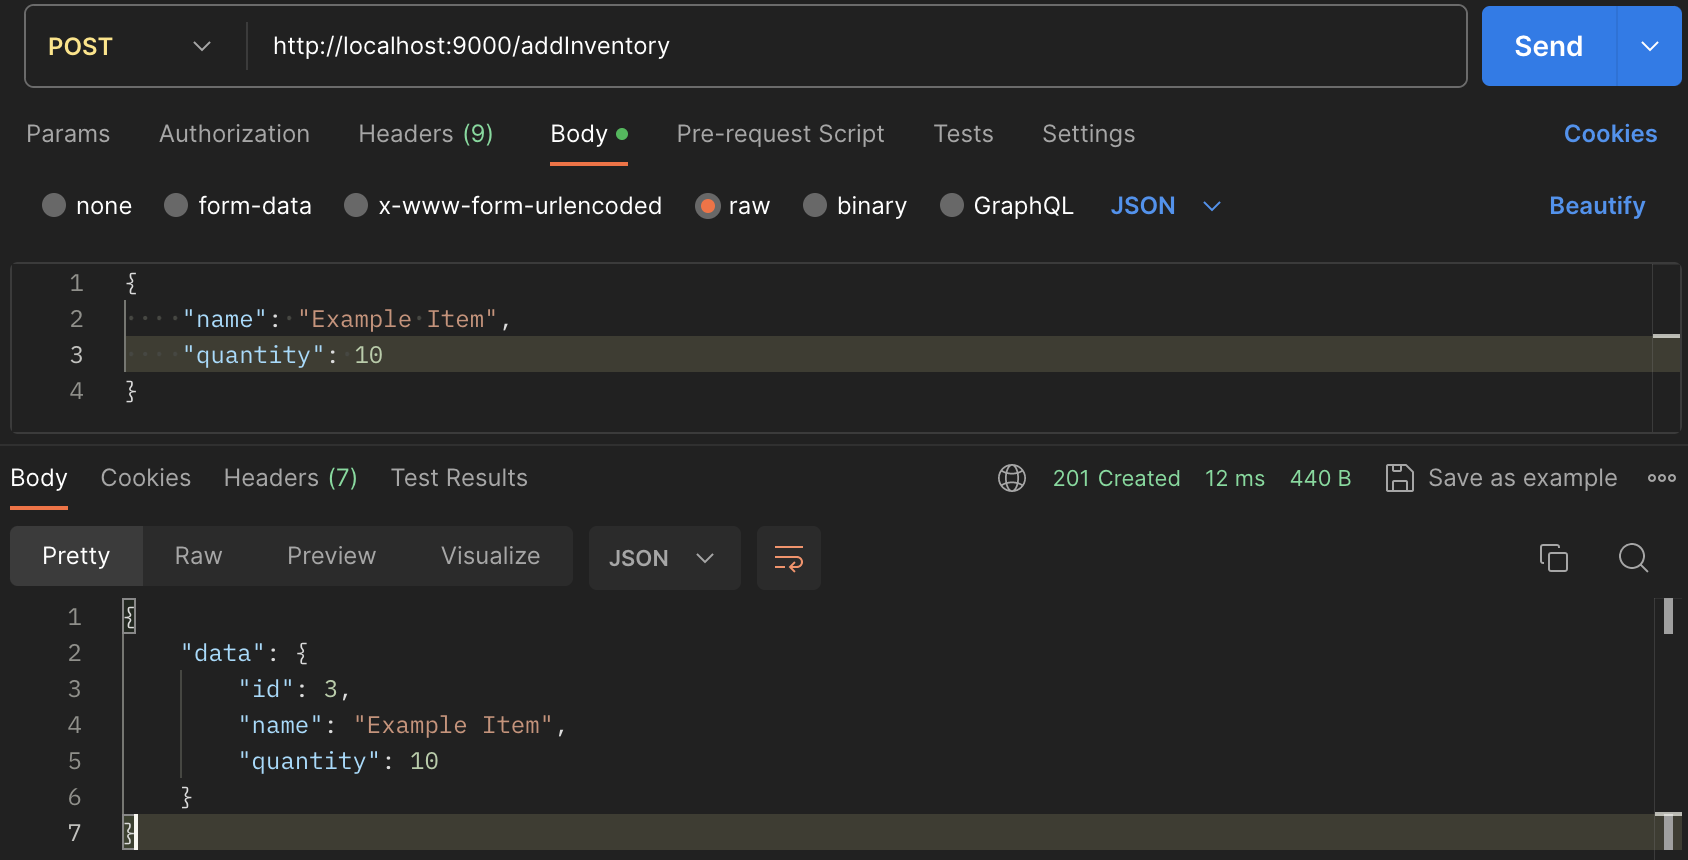 POST http://localhost:9000/addInventory Send
Params Authorization Headers (9) Body Pre-request Script Tests Settings Cookies
none form-data x-www-form-urlencoded raw binary GraphQL JSON Beautify
1 {
2 "name": "Example Item",
3 "quantity": 10
4 }
Body Cookies Headers (7) Test Results 201 Created 12 ms 440 B Save as example
Pretty Raw Preview Visualize JSON
1 {
2 "data": {
3 "id": 3,
4 "name": "Example Item",
5 "quantity": 10
6 }
7 }